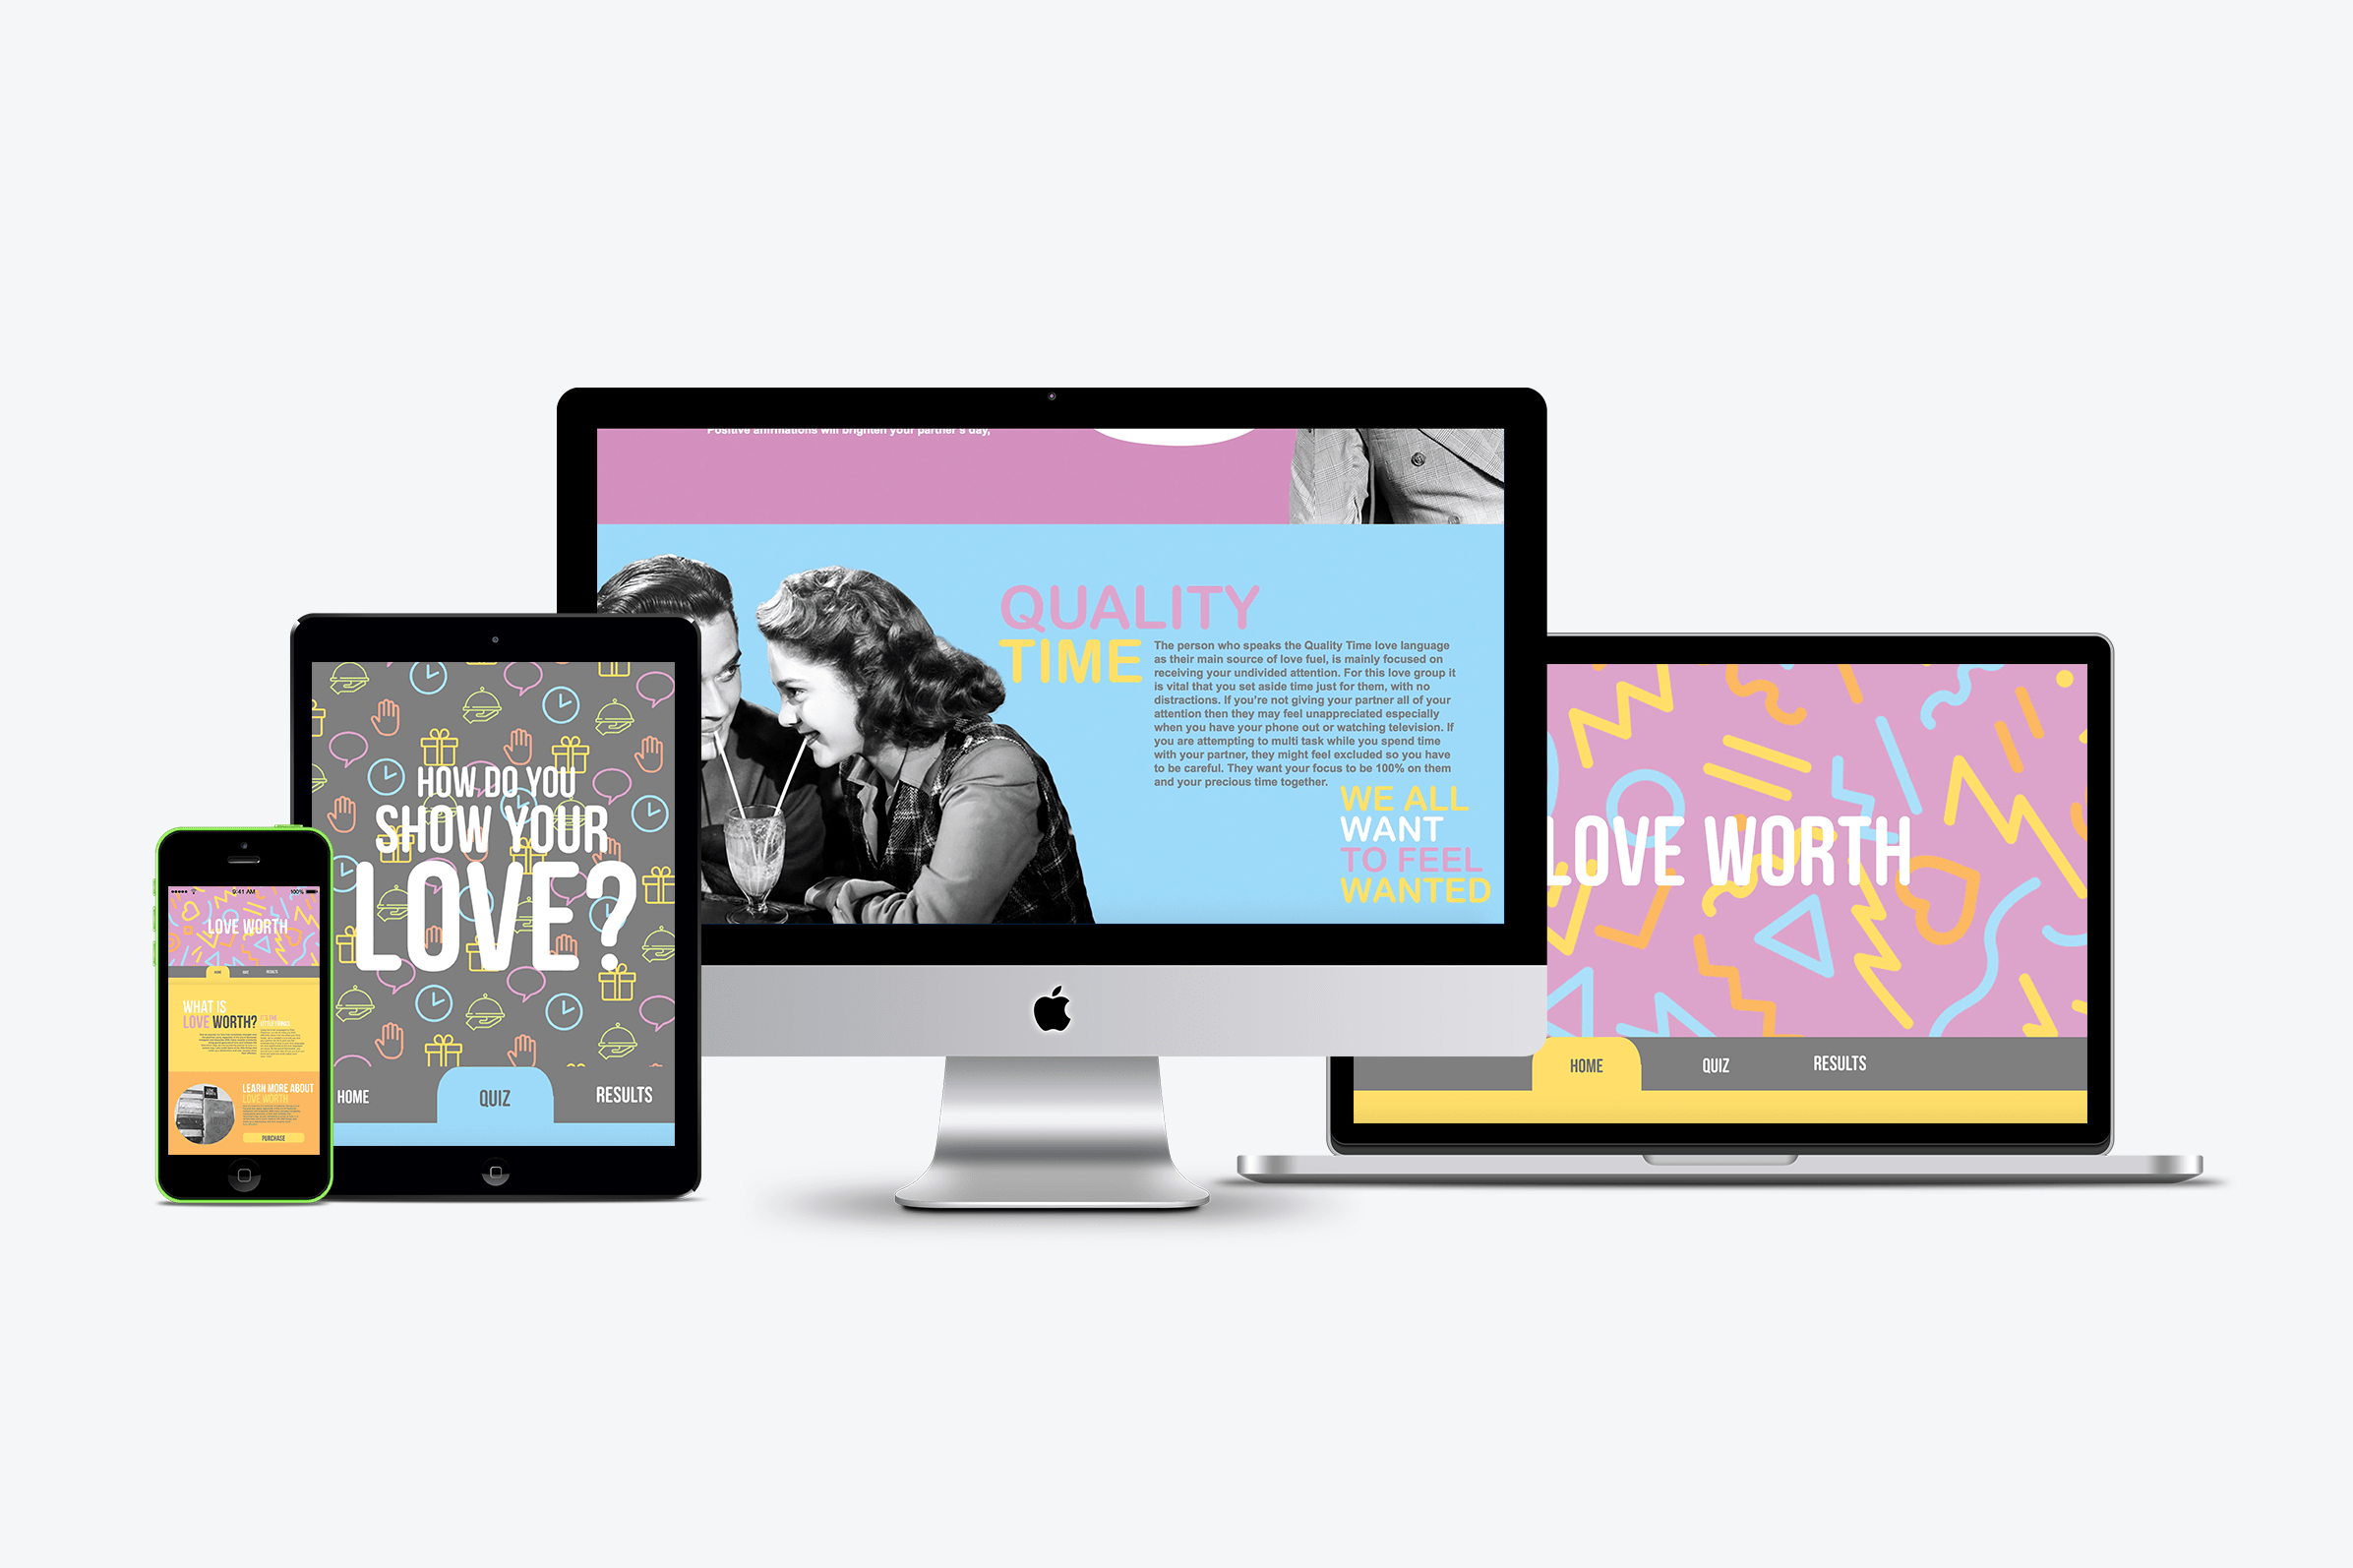 Positive affirmations will brighten your partner's day,
QUALITY
TIME
The person who speaks the Quality Time love language
as their main source of love fuel, is mainly focused on
receiving your undivided attention. For this love group it
is vital that you set aside time just for them, with no
distractions. If you're not giving your partner all of your
attention then they may feel unappreciated especially
when you have your phone out or watching television. If
you are attempting to multi task while you spend time
with your partner, they might feel excluded so you have
to be careful. They want your focus to be 100% on them
and your precious time together.
WE ALL
WANT
TO FEEL
WANTED
HOW DO YOU
SHOW YOUR
LOVE?
HOME
QUIZ
RESULTS
9:41 AM
100%
LOVE WORTH
HOME
QUIZ
RESULTS
WHAT IS
LOVE WORTH?
IT'S THE
LITTLE THINGS
LEARN MORE ABOUT
LOVE WORTH
PURCHASE
LOVE WORTH
HOME
QUIZ
RESULTS